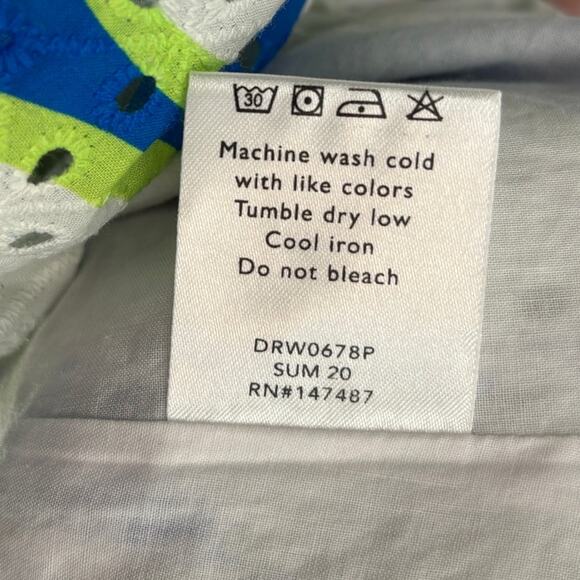 30
Machine wash cold
with like colors
Tumble dry low
Cool iron
Do not bleach
DRW0678P
SUM 20
RN#147487